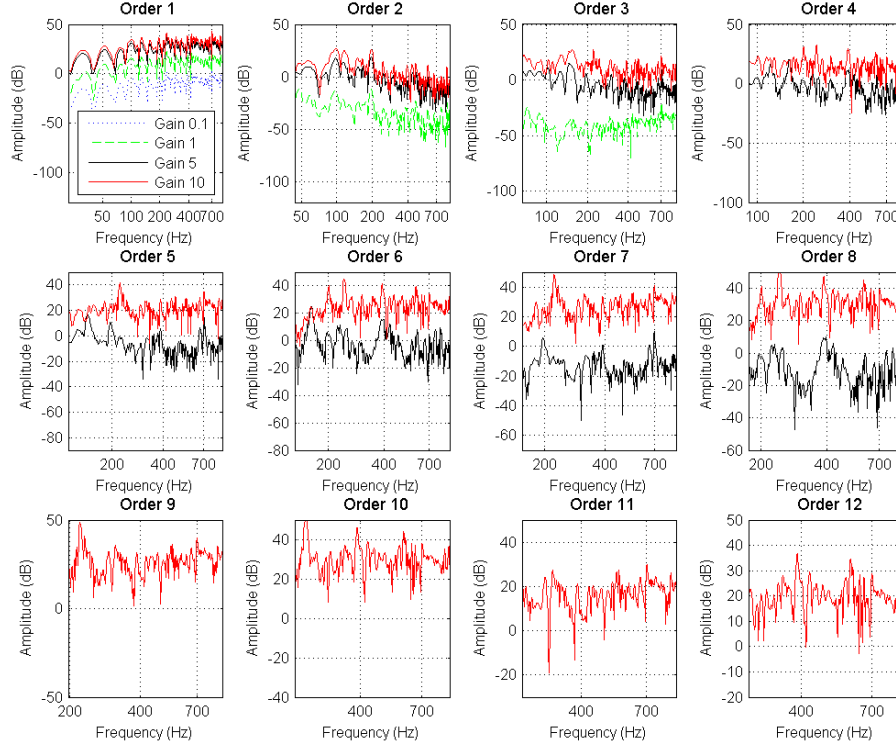 Order 1
Amplitude (dB)
50
0
-50
-100
Gain 0.1
Gain 1
Gain 5
Gain 10
50 100 200 400 700
Frequency (Hz)
Order 2
Amplitude (dB)
50
0
-50
-100
50 100 200 400 700
Frequency (Hz)
Order 3
Amplitude (dB)
50
0
-50
-100
100 200 400 700
Frequency (Hz)
Order 4
Amplitude (dB)
50
0
-50
-100
100 200 400 700
Frequency (Hz)
Order 5
Amplitude (dB)
40
20
0
-20
-40
-60
-80
200 400 700
Frequency (Hz)
Order 6
Amplitude (dB)
40
20
0
-20
-40
-60
-80
200 400 700
Frequency (Hz)
Order 7
Amplitude (dB)
40
20
0
-20
-40
-60
200 400 700
Frequency (Hz)
Order 8
Amplitude (dB)
40
20
0
-20
-40
-60
200 400 700
Frequency (Hz)
Order 9
Amplitude (dB)
50
0
-50
200 400 700
Frequency (Hz)
Order 10
Amplitude (dB)
40
20
0
-20
-40
400 700
Frequency (Hz)
Order 11
Amplitude (dB)
40
20
0
-20
400 700
Frequency (Hz)
Order 12
Amplitude (dB)
50
40
30
20
10
0
-10
-20
400 700
Frequency (Hz)